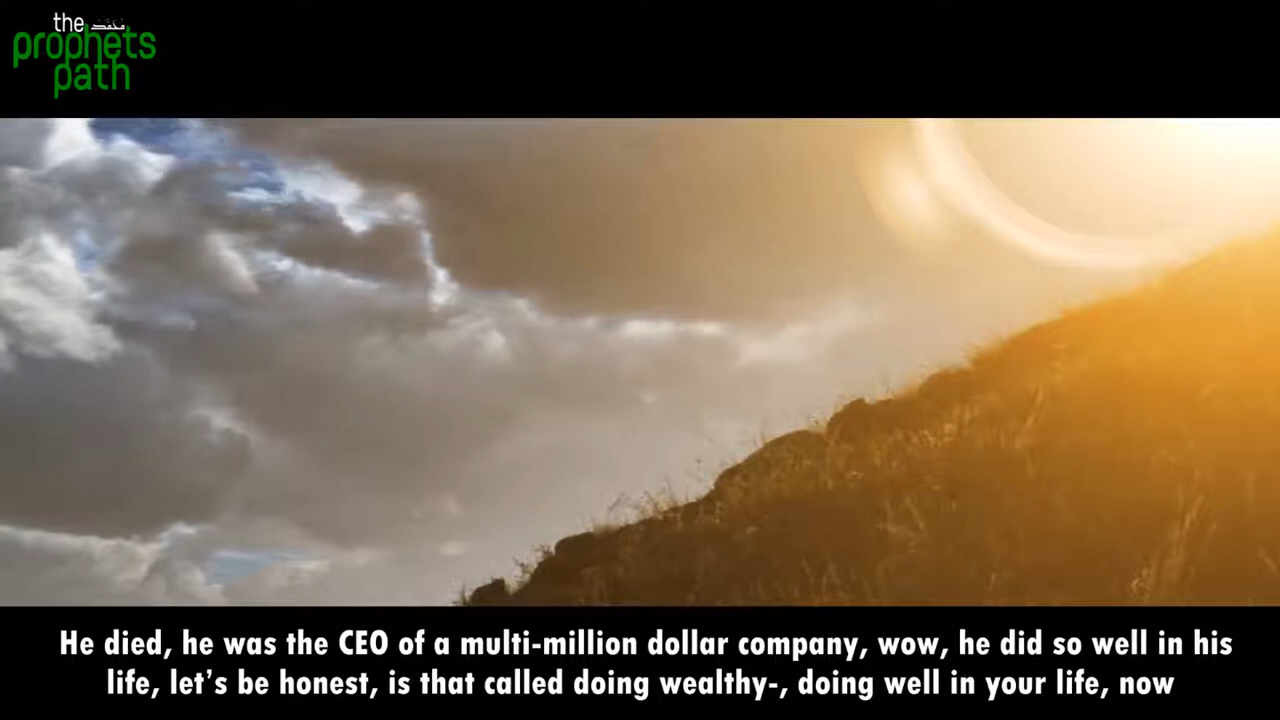 the مُحَمَّد
prophets
path
He died, he was the CEO of a multi-million dollar company, wow, he did so well in his
life, let’s be honest, is that called doing wealthy-, doing well in your life, now